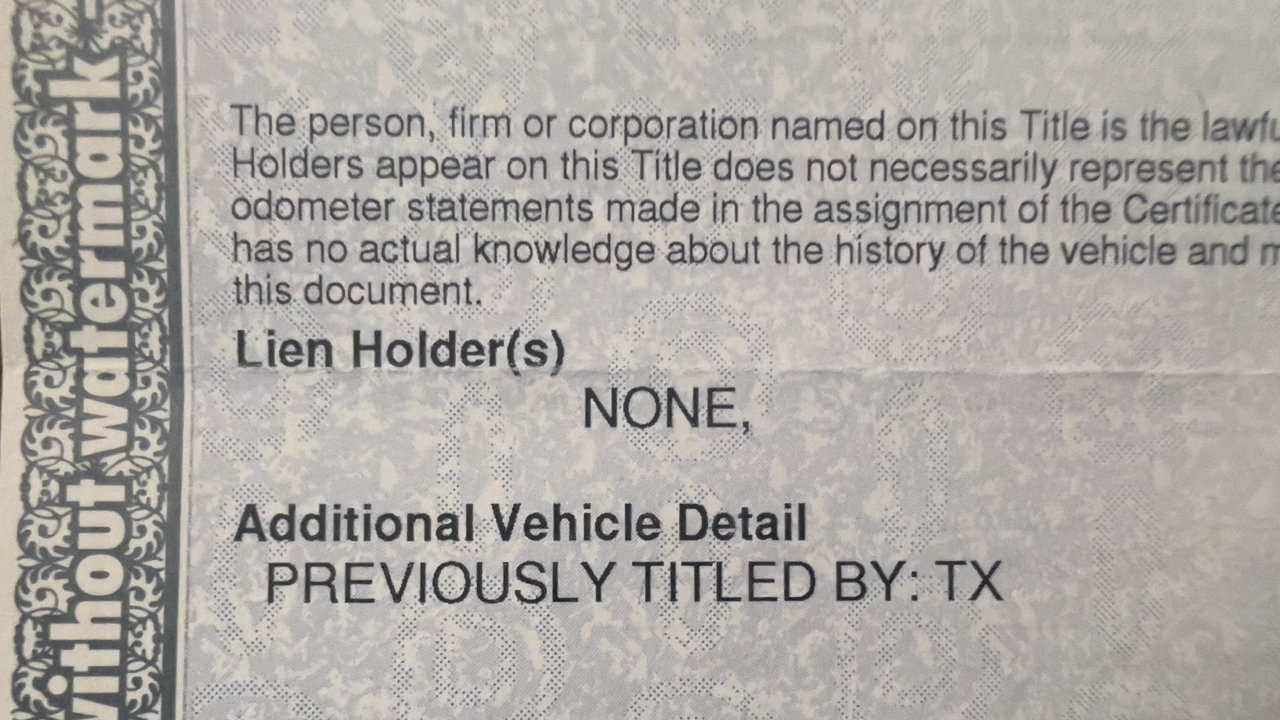 The person, firm or corporation named on this Title is the
Holders appear on this Title does not necessarily represent
odometer statements made in the assignment of the
has no actual knowledge about the history of the vehicle and
this document.
Lien Holder(s)
NONE,
Additional Vehicle Detail
PREVIOUSLY TITLED BY: TX
without watermark